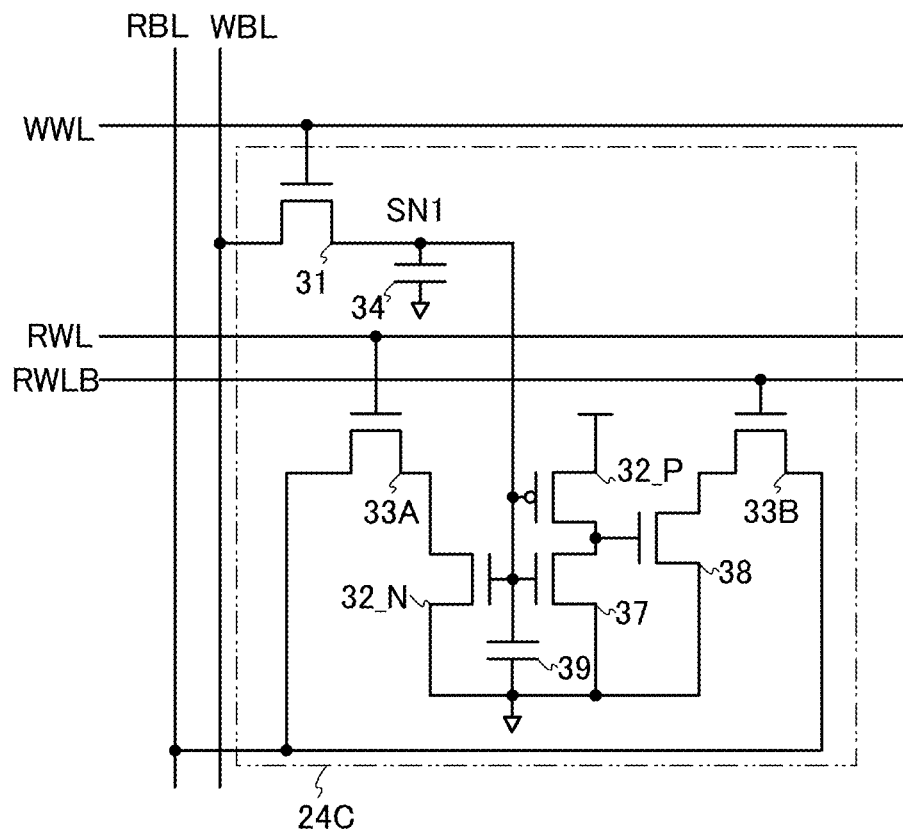 RBL WBL
WWL
SN1
31
34
RWL
RWLB
32_P
33A
33B
38
32_N
37
39
24C